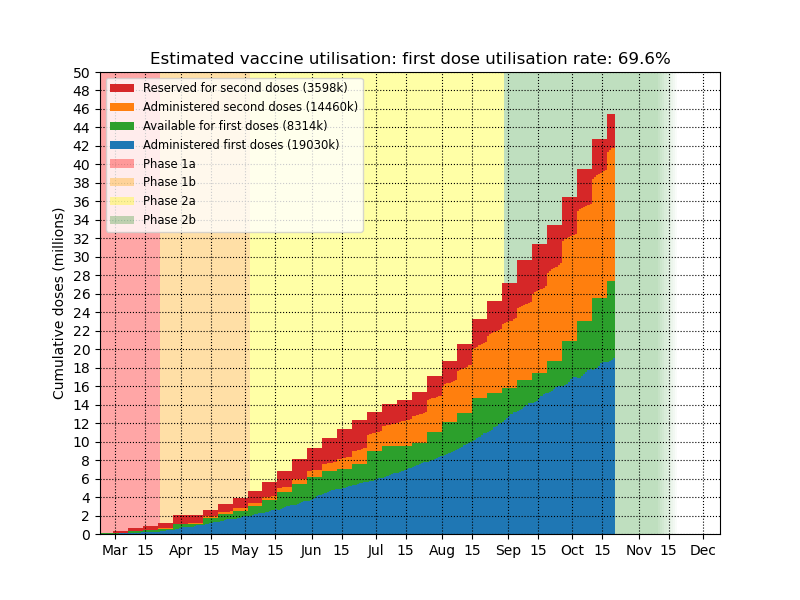 Estimated vaccine utilisation: first dose utilisation rate: 69.6%
Cumulative doses (millions)
50
48
46
44
42
40
38
36
34
32
30
28
26
24
22
20
18
16
14
12
10
8
6
4
2
0
Reserved for second doses (3598k)
Administered second doses (14460k)
Available for first doses (8314k)
Administered first doses (19030k)
Phase 1a
Phase 1b
Phase 2a
Phase 2b
Mar 15 Apr 15 May 15 Jun 15 Jul 15 Aug 15 Sep 15 Oct 15 Nov 15 Dec